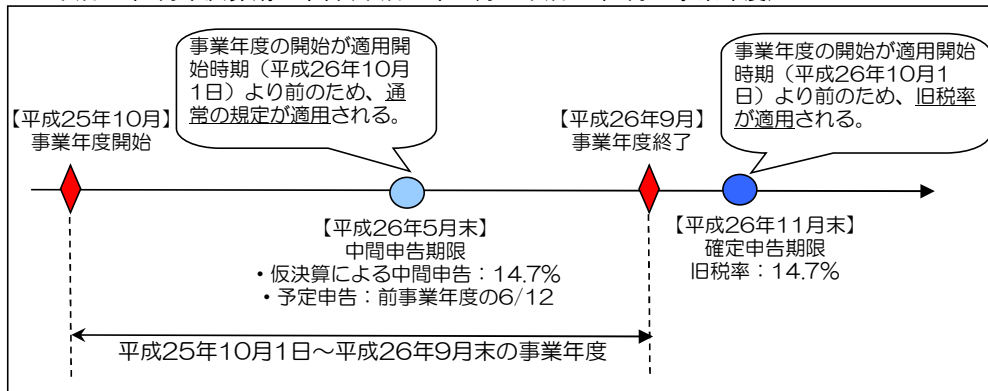 事業年度の開始が適用開
始時期（平成26年10月
1日）より前のため、通
常の規定が適用される。
事業年度の開始が適用開始
時期（平成26年10月1
日）より前のため、旧税率
が適用される。
【平成25年10月】
事業年度開始
【平成26年9月】
事業年度終了
【平成26年5月末】
中間申告期限
・仮決算による中間申告：14.7%
・予定申告：前事業年度の6/12
【平成26年11月末】
確定申告期限
旧税率：14.7%
平成25年10月1日～平成26年9月末の事業年度